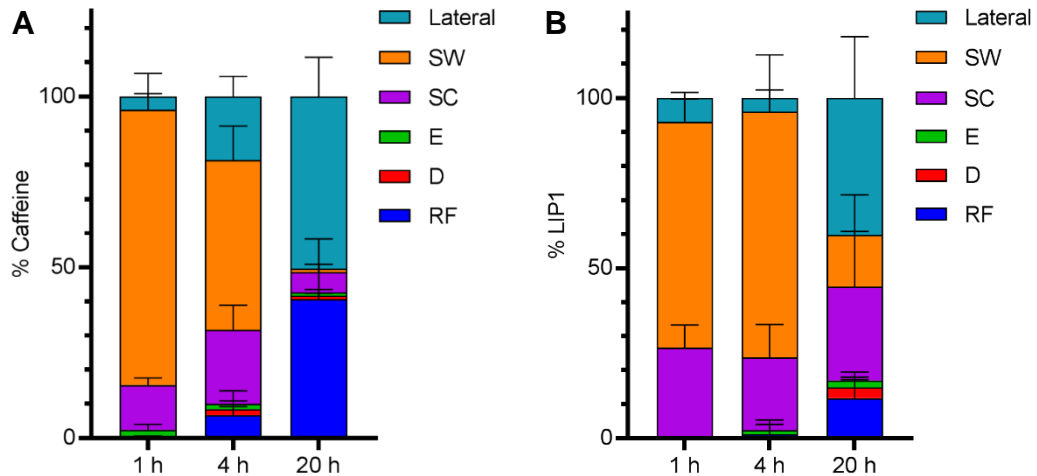 A
% Caffeine
100
50
0
1 h 4 h 20 h
Lateral
SW
SC
E
D
RF
B
% LIP1
100
50
0
1 h 4 h 20 h
Lateral
SW
SC
E
D
RF